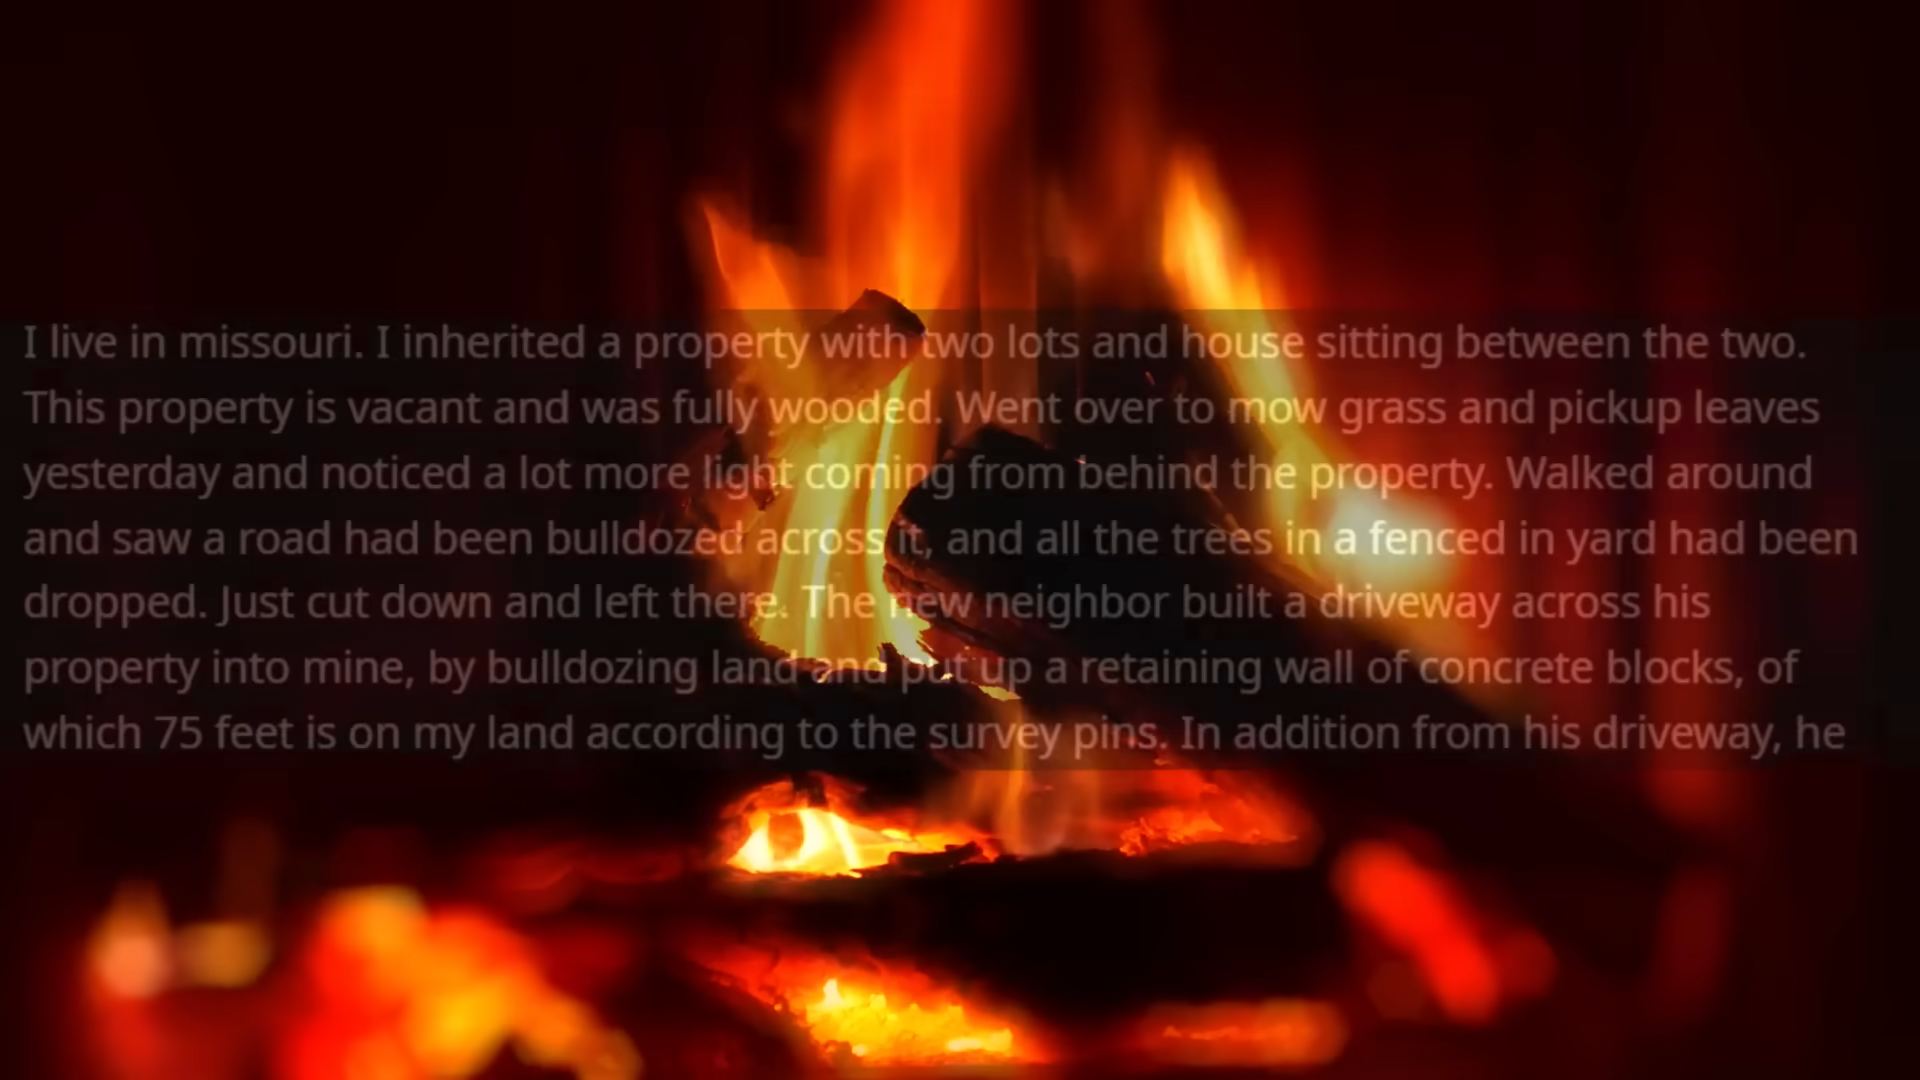 I live in missouri. I inherited a property with two lots and house sitting between the two.
This property is vacant and was fully wooded. Went over to mow grass and pickup leaves
yesterday and noticed a lot more light coming from behind the property. Walked around
and saw a road had been bulldozed across it, and all the trees in a fenced in yard had been
dropped. Just cut down and left there. The new neighbor built a driveway across his
property into mine, by bulldozing land and put up a retaining wall of concrete blocks, of
which 75 feet is on my land according to the survey pins. In addition from his driveway, he